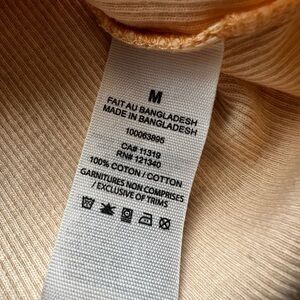 M
FAIT AU BANGLADESH
MADE IN BANGLADESH
100063895
CA# 11319
RN# 121340
100% COTON / COTTON
GARNITURES NON COMPRISES
/ EXCLUSIVE OF TRIMS